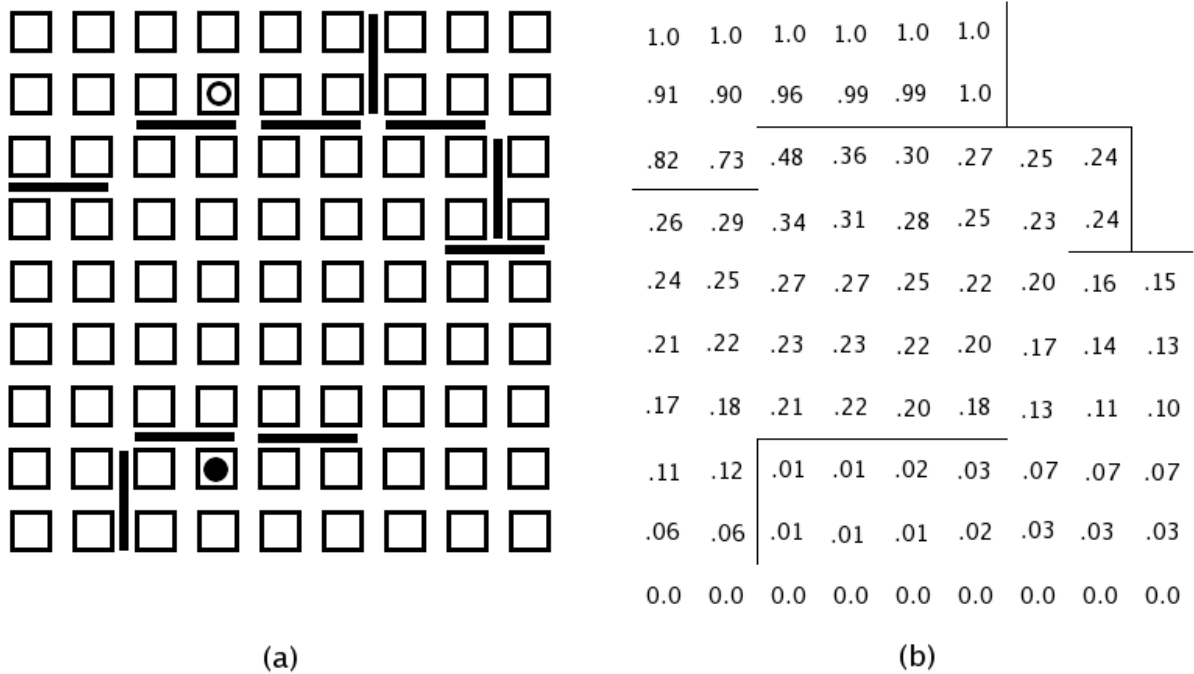 1.0 1.0 1.0 1.0 1.0 1.0
.91 .90 .96 .99 .99 1.0
.82 .73 .48 .36 .30 .27 .25 .24
.26 .29 .34 .31 .28 .25 .23 .24
.24 .25 .27 .27 .25 .22 .20 .16 .15
.21 .22 .23 .23 .22 .20 .17 .14 .13
.17 .18 .21 .22 .20 .18 .13 .11 .10
.11 .12 .01 .01 .02 .03 .07 .07 .07
.06 .06 .01 .01 .01 .02 .03 .03 .03
0.0 0.0 0.0 0.0 0.0 0.0 0.0 0.0 0.0
(a) (b)